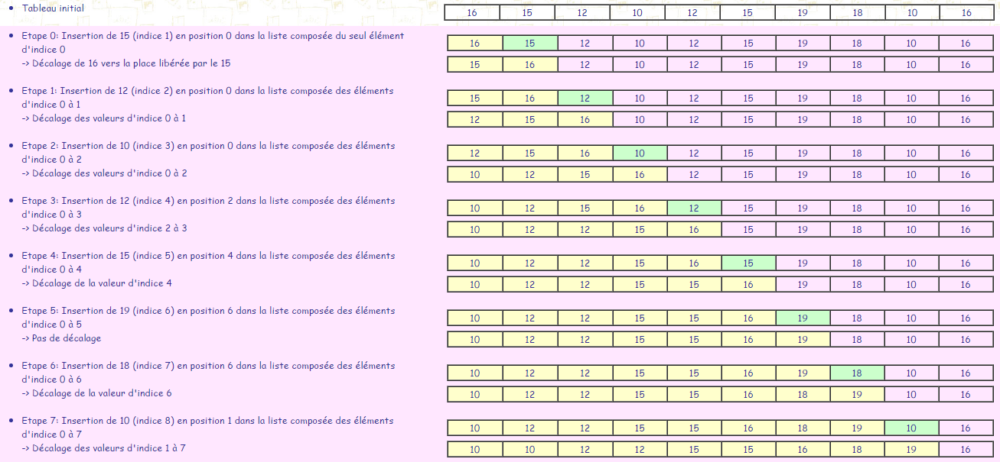 Tableau initial 16 15 12 10 12 15 19 18 10 16
Etape 0: Insertion de 15 (indice 1) en position 0 dans la liste composée du seul élément
d'indice 0
16 15 12 10 12 15 19 18 10 16
-> Décalage de 16 vers la place libérée par le 15
15 16 12 10 12 15 19 18 10 16
Etape 1: Insertion de 12 (indice 2) en position 0 dans la liste composée des éléments
d'indice 0 à 1
15 16 12 10 12 15 19 18 10 16
-> Décalage des valeurs d'indice 0 à 1
12 15 16 10 12 15 19 18 10 16
Etape 2: Insertion de 10 (indice 3) en position 0 dans la liste composée des éléments
d'indice 0 à 2
12 15 16 10 12 15 19 18 10 16
-> Décalage des valeurs d'indice 0 à 2
10 12 15 16 12 15 19 18 10 16
Etape 3: Insertion de 12 (indice 4) en position 2 dans la liste composée des éléments
d'indice 0 à 3
10 12 15 16 12 15 19 18 10 16
-> Décalage des valeurs d'indice 2 à 3
10 12 12 15 16 15 19 18 10 16
Etape 4: Insertion de 15 (indice 5) en position 4 dans la liste composée des éléments
d'indice 0 à 4
10 12 12 15 16 15 19 18 10 16
-> Décalage de la valeur d'indice 4
10 12 12 15 15 16 19 18 10 16
Etape 5: Insertion de 19 (indice 6) en position 6 dans la liste composée des éléments
d'indice 0 à 5
10 12 12 15 15 16 19 18 10 16
-> Pas de décalage
10 12 12 15 15 16 19 18 10 16
Etape 6: Insertion de 18 (indice 7) en position 6 dans la liste composée des éléments
d'indice 0 à 6
10 12 12 15 15 16 19 18 10 16
-> Décalage de la valeur d'indice 6
10 12 12 15 15 16 18 19 10 16
Etape 7: Insertion de 10 (indice 8) en position 1 dans la liste composée des éléments
d'indice 0 à 7
10 12 12 15 15 16 18 19 10 16
-> Décalage des valeurs d'indice 1 à 7
10 10 12 12 15 15 16 18 19 16